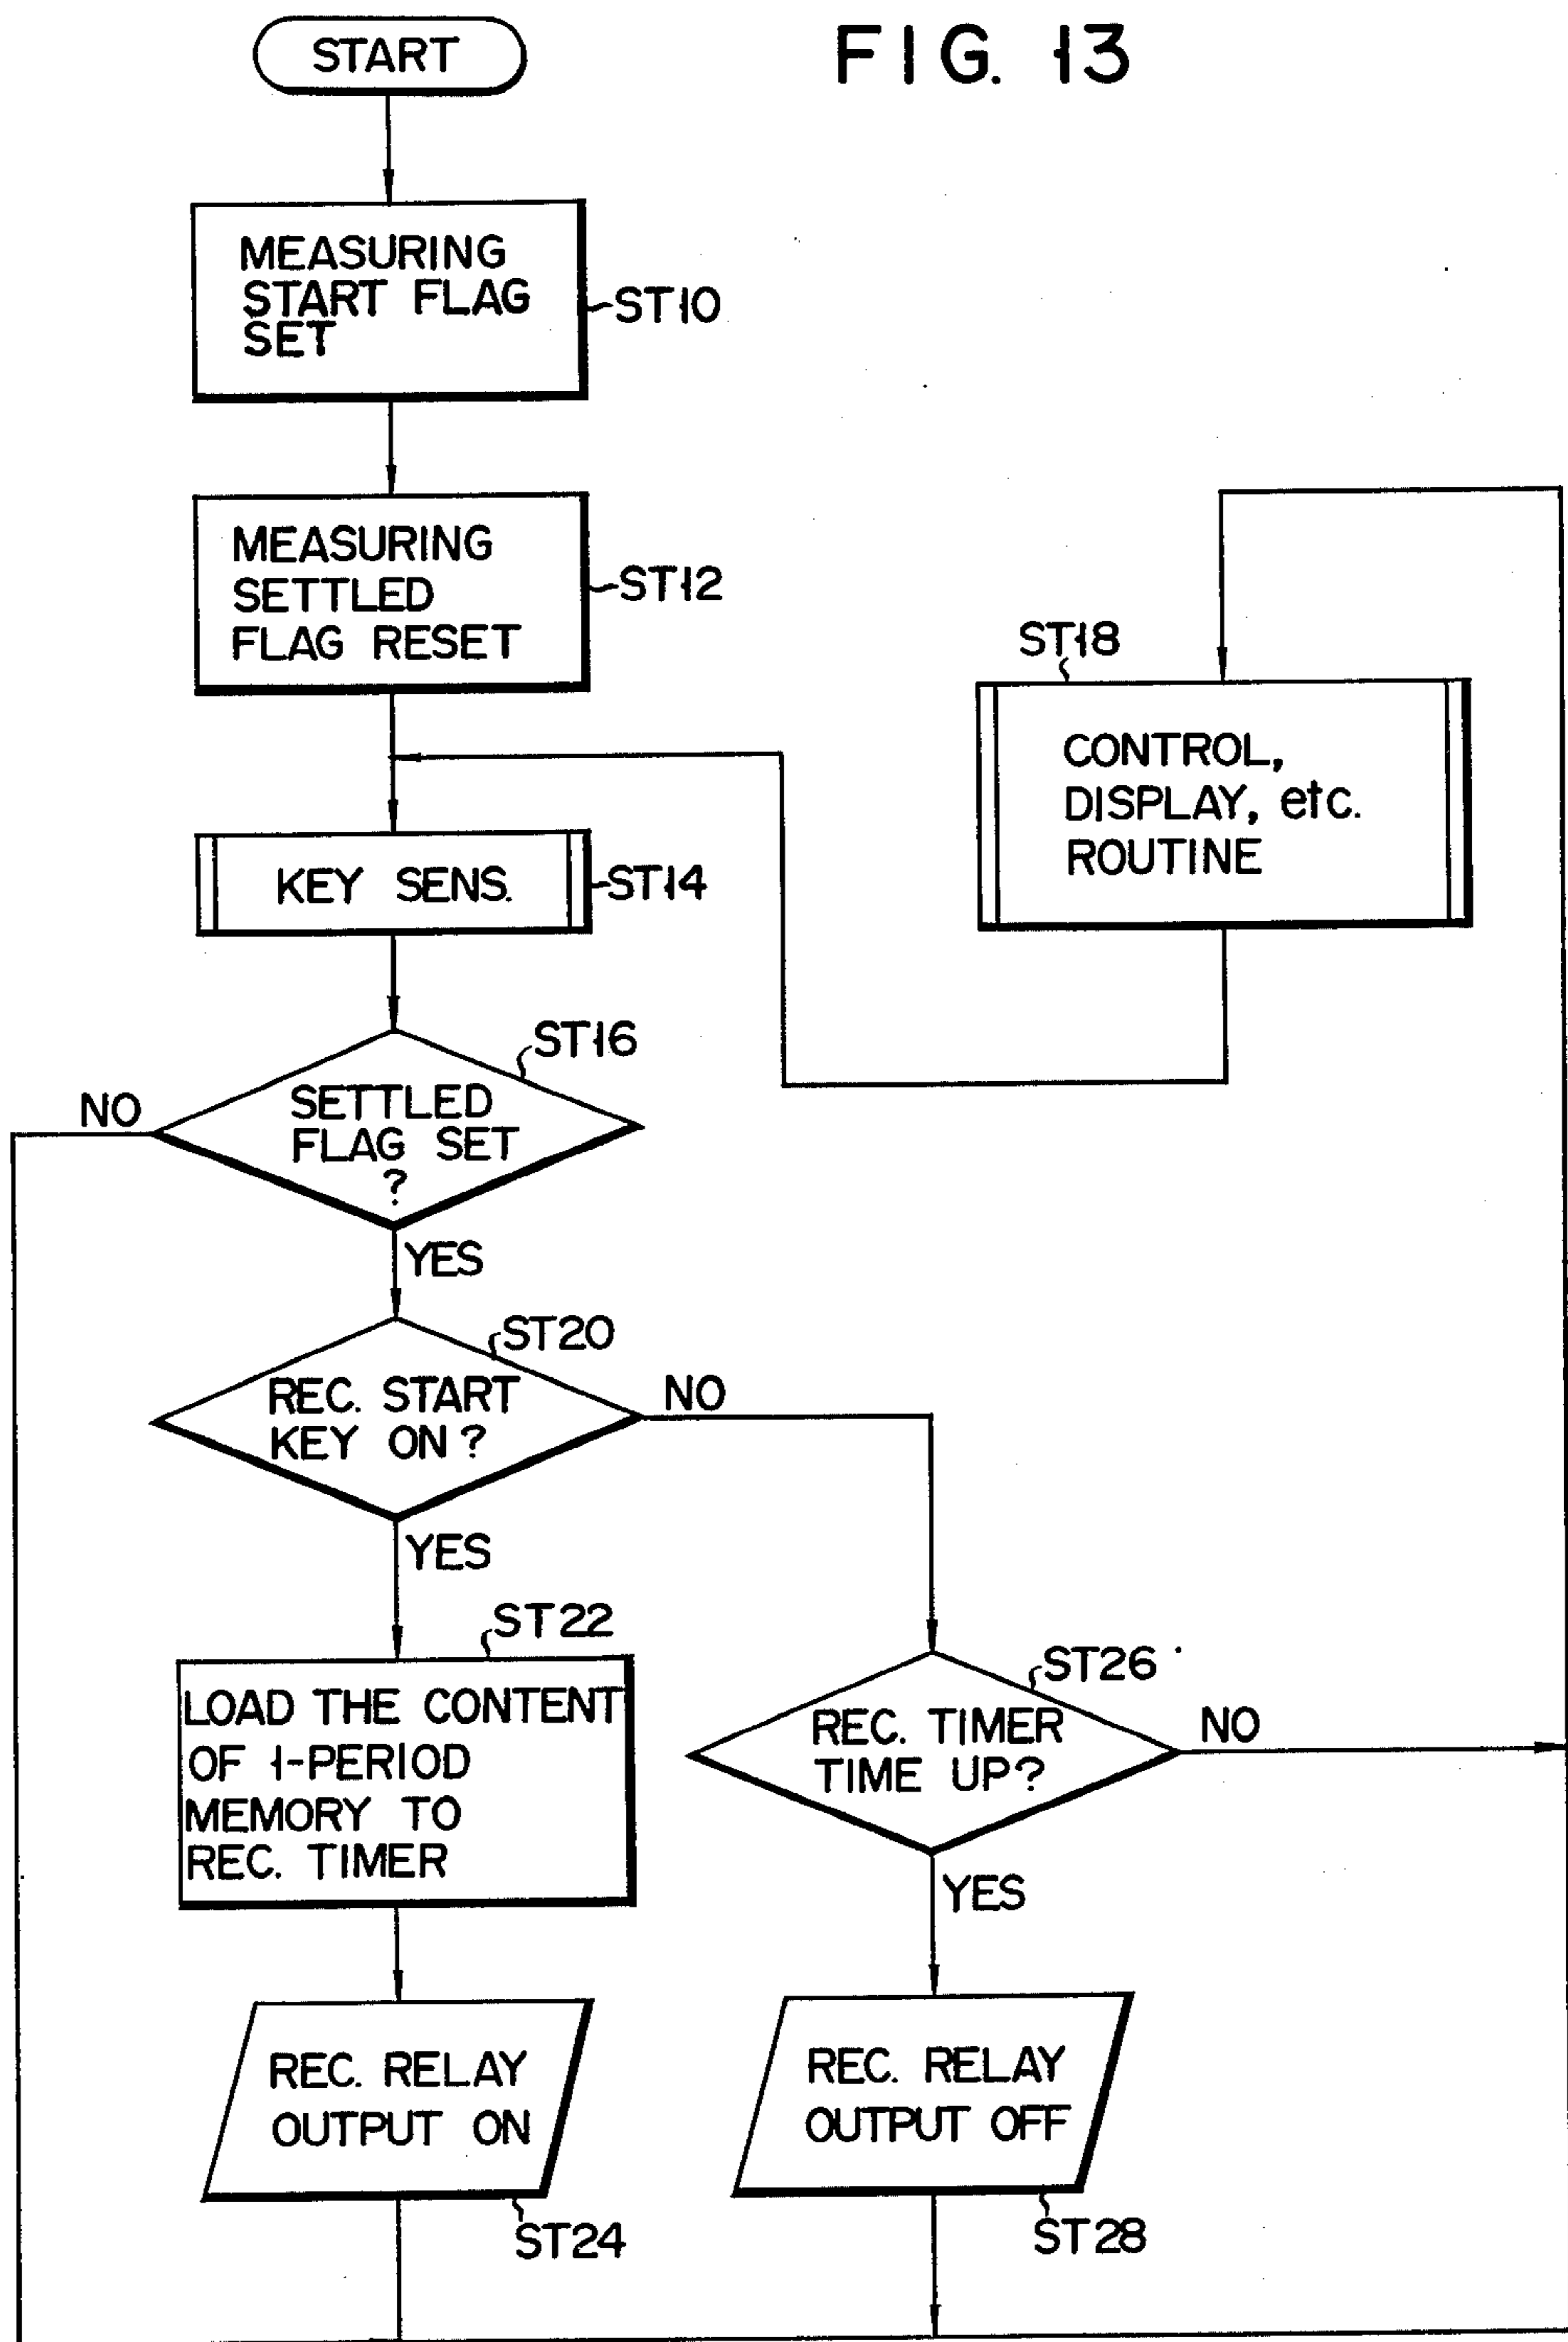 FIG. 13
START
MEASURING
START FLAG
SET
ST10
MEASURING
SETTLED
FLAG RESET
ST12
ST18
CONTROL,
DISPLAY, etc.
ROUTINE
KEY SENS.
ST14
ST16
NO
SETTLED
FLAG SET
?
YES
ST20
REC. START
KEY ON?
NO
YES
ST22
LOAD THE CONTENT
OF 1-PERIOD
MEMORY TO
REC. TIMER
ST26
REC. TIMER
TIME UP?
NO
YES
REC. RELAY
OUTPUT ON
ST24
REC. RELAY
OUTPUT OFF
ST28